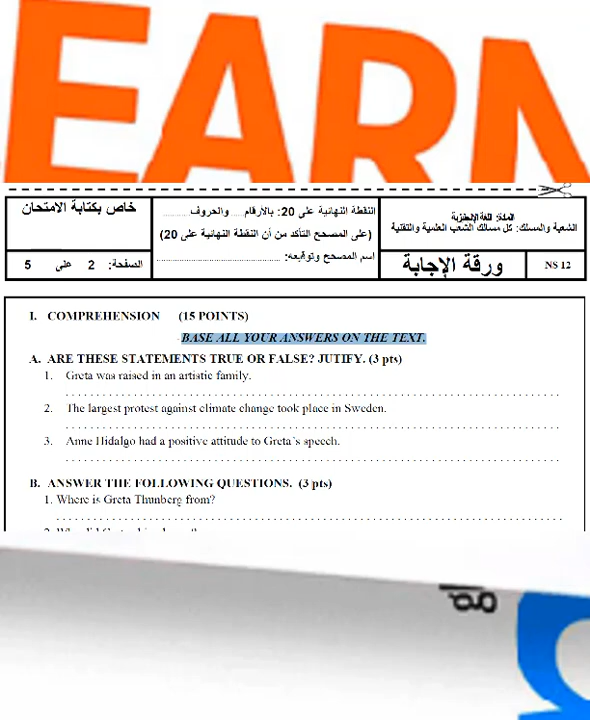 EARN
خاص بكتابة الامتحان
النقطة النهائية على 20: بالأرقام..... والحروف..........
(على المصحح التأكد من أن النقطة النهائية على 20)
اسم المصحح وتوقيعه: ..............................
المادة: اللغة الإنجليزية
الشعبة والمسلك: كل مسالك الشعب العلمية والتقنية
الصفحة: 2 على 5
ورقة الإجابة
NS 12
I. COMPREHENSION (15 POINTS)
BASE ALL YOUR ANSWERS ON THE TEXT.
A. ARE THESE STATEMENTS TRUE OR FALSE? JUTIFY. (3 pts)
1. Greta was raised in an artistic family.
2. The largest protest against climate change took place in Sweden.
3. Anne Hidalgo had a positive attitude to Greta's speech.
B. ANSWER THE FOLLOWING QUESTIONS. (3 pts)
1. Where is Greta Thunberg from?